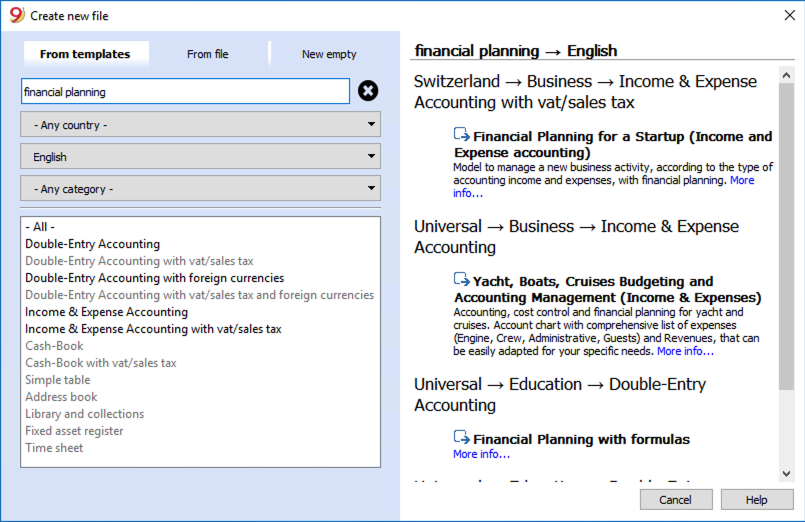 9 Create new file
From templates From file New empty
financial planning
- Any country -
English
- Any category -
- All -
Double-Entry Accounting
Double-Entry Accounting with vat/sales tax
Double-Entry Accounting with foreign currencies
Double-Entry Accounting with vat/sales tax and foreign currencies
Income & Expense Accounting
Income & Expense Accounting with vat/sales tax
Cash-Book
Cash-Book with vat/sales tax
Simple table
Address book
Library and collections
Fixed asset register
Time sheet
financial planning → English
Switzerland → Business → Income & Expense
Accounting with vat/sales tax
Financial Planning for a Startup (Income and
Expense accounting)
Model to manage a new business activity, according to the type of
accounting income and expenses, with financial planning. More
info...
Universal → Business → Income & Expense
Accounting
Yacht, Boats, Cruises Budgeting and
Accounting Management (Income & Expenses)
Accounting, cost control and financial planning for yacht and
cruises. Account chart with comprehensive list of expenses
(Engine, Crew, Administrative, Guests) and Revenues, that can
be easily adapted for your specific needs. More info...
Universal → Education → Double-Entry
Accounting
Financial Planning with formulas
More info...
Cancel Help